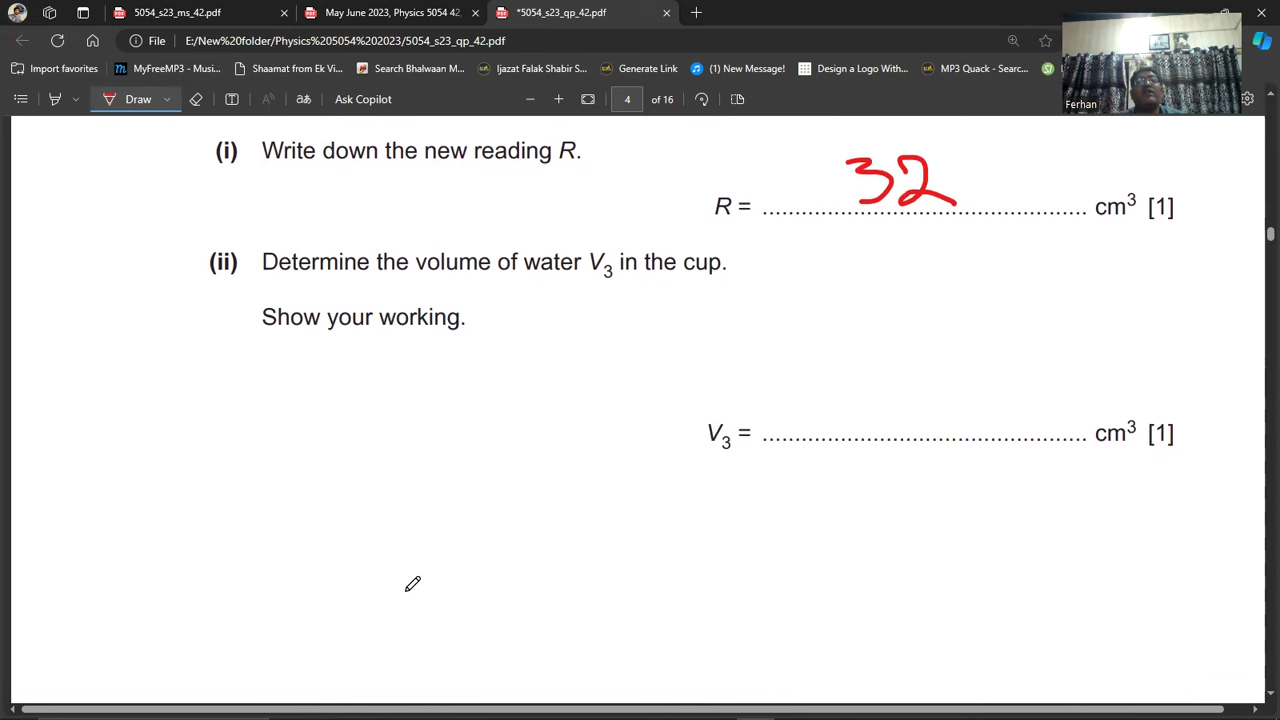 5054_s23_ms_42.pdf
May June 2023, Physics 5054 42,
*5054_s23_qp_42.pdf
File
E:/New%20folder/Physics%205054%202023/5054_s23_qp_42.pdf
Import favorites
MyFreeMP3 - Musi...
Shaamat from Ek Vi...
Search Bhalwaan M...
Ijazat Falak Shabir S...
Generate Link
(1) New Message!
Design a Logo With...
MP3 Quack - Searc...
Ferhan
Draw
Ask Copilot
4 of 16
(i) Write down the new reading R.
32
R = .................................................. cm³ [1]
(ii) Determine the volume of water V₃ in the cup.
Show your working.
V₃ = .................................................. cm³ [1]